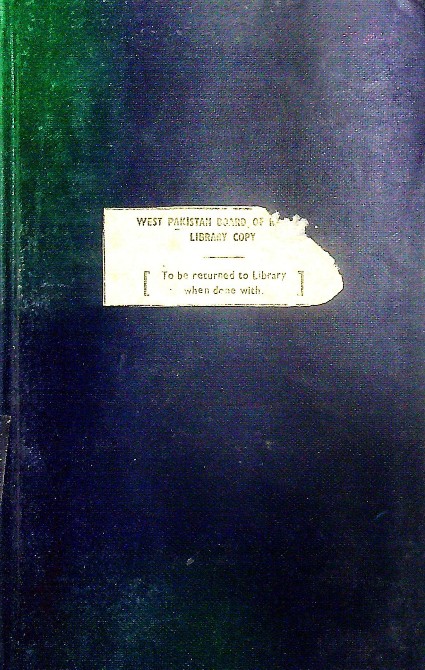 WEST PAKISTAN BOARD OF
LIBRARY COPY
[ To be returned to Library
when done with. ]